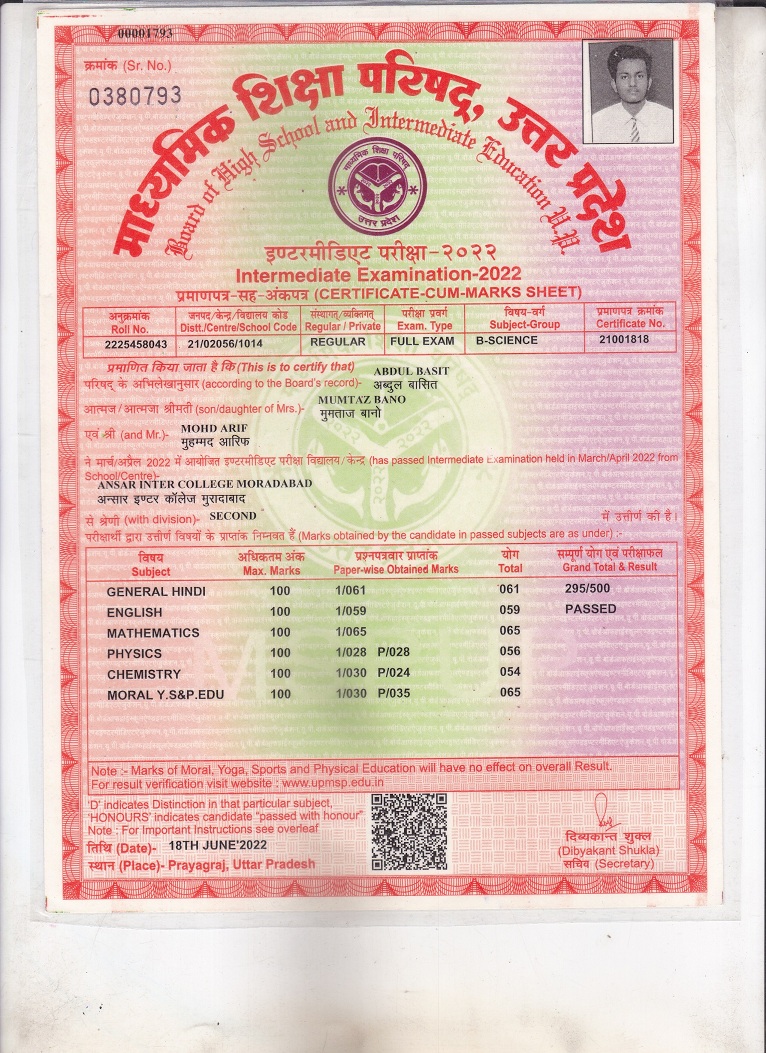 00001793
क्रमांक (Sr. No.)
0380793
माध्यमिक शिक्षा परिषद्, उत्तर प्रदेश
Board of High School and Intermediate Education U.P.
माध्यमिक शिक्षा परिषद्
उत्तर प्रदेश
इण्टरमीडिएट परीक्षा-२०२२
Intermediate Examination-2022
प्रमाणपत्र-सह-अंकपत्र (CERTIFICATE-CUM-MARKS SHEET)
अनुक्रमांक जनपद/केन्द्र/विद्यालय कोड संस्थागत/व्यक्तिगत परीक्षा प्रवर्ग विषय-वर्ग प्रमाणपत्र क्रमांक
Roll No. Distt./Centre/School Code Regular / Private Exam. Type Subject-Group Certificate No.
2225458043 21/02056/1014 REGULAR FULL EXAM B-SCIENCE 21001818
प्रमाणित किया जाता है कि (This is to certify that) ABDUL BASIT
परिषद् के अभिलेखानुसार (according to the Board's record)- अब्दुल बासित
MUMTAZ BANO
आत्मज/आत्मजा श्रीमती (son/daughter of Mrs.)- मुमताज बानो
MOHD ARIF
एवं श्री (and Mr.)- मुहम्मद आरिफ
ने मार्च/अप्रैल 2022 में आयोजित इण्टरमीडिएट परीक्षा विद्यालय/केन्द्र (has passed Intermediate Examination held in March/April 2022 from
School/Centre)-
ANSAR INTER COLLEGE MORADABAD
अन्सार इण्टर कॉलेज मुरादाबाद
से श्रेणी (with division)- SECOND में उत्तीर्ण की है।
परीक्षार्थी द्वारा उत्तीर्ण विषयों के प्राप्तांक निम्नवत हैं (Marks obtained by the candidate in passed subjects are as under) :-
विषय अधिकतम अंक प्रश्नपत्रवार प्राप्तांक योग सम्पूर्ण योग एवं परीक्षाफल
Subject Max. Marks Paper-wise Obtained Marks Total Grand Total & Result
GENERAL HINDI 100 1/061 061 295/500
ENGLISH 100 1/059 059 PASSED
MATHEMATICS 100 1/065 065
PHYSICS 100 1/028 P/028 056
CHEMISTRY 100 1/030 P/024 054
MORAL Y.S&P.EDU 100 1/030 P/035 065
Note :- Marks of Moral, Yoga, Sports and Physical Education will have no effect on overall Result.
For result verification visit website : www.upmsp.edu.in
'D' indicates Distinction in that particular subject,
'HONOURS' indicates candidate "passed with honour"
Note : For Important Instructions see overleaf
तिथि (Date)- 18TH JUNE'2022
स्थान (Place)- Prayagraj, Uttar Pradesh
दिव्यकान्त शुक्ल
(Dibyakant Shukla)
सचिव (Secretary)